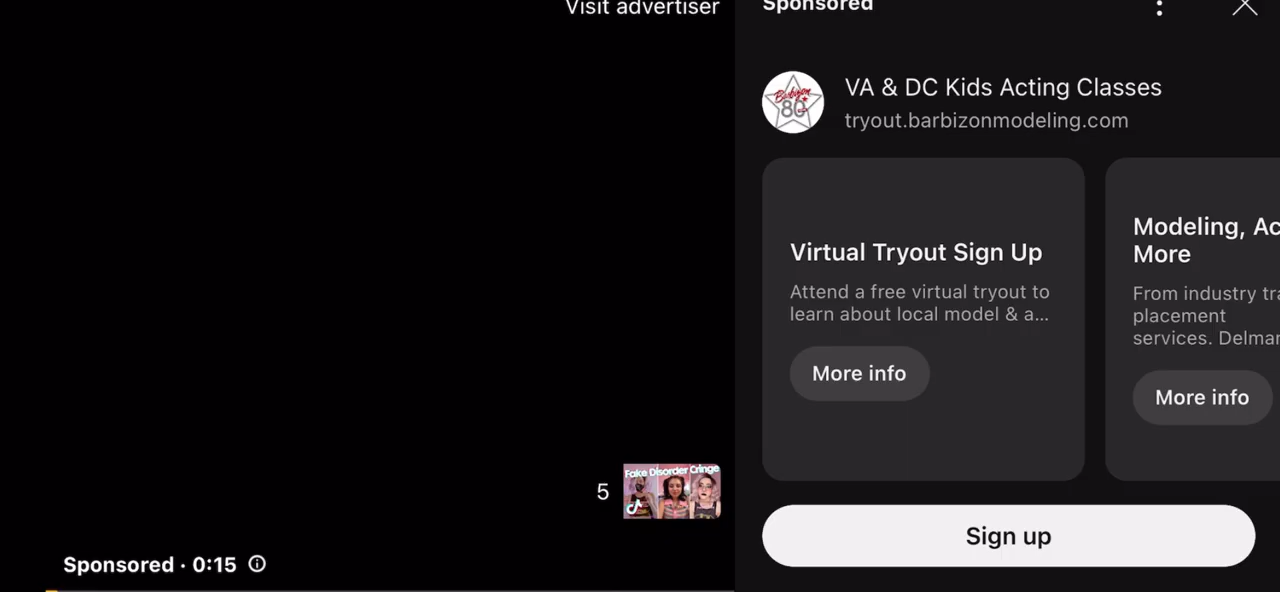 Visit advertiser
Sponsored
Barbizon
80
VA & DC Kids Acting Classes
tryout.barbizonmodeling.com
Virtual Tryout Sign Up
Attend a free virtual tryout to
learn about local model & a...
More info
Modeling, Ac
More
From industry tra
placement
services. Delmar
More info
5
Fake Disorder Cringe
Sign up
Sponsored · 0:15